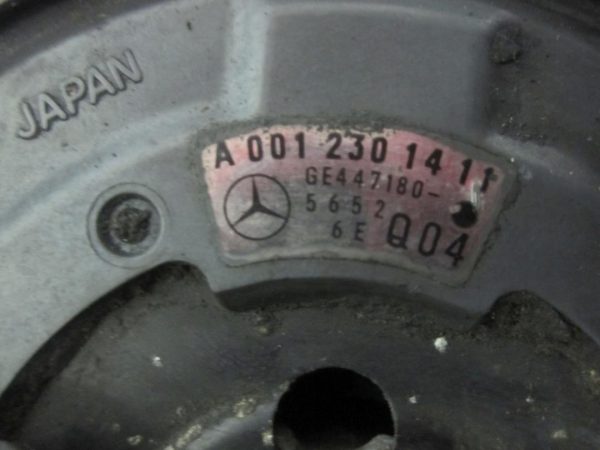 JAPAN
A 001 230 14 11
GE447180-
5652
6E Q04